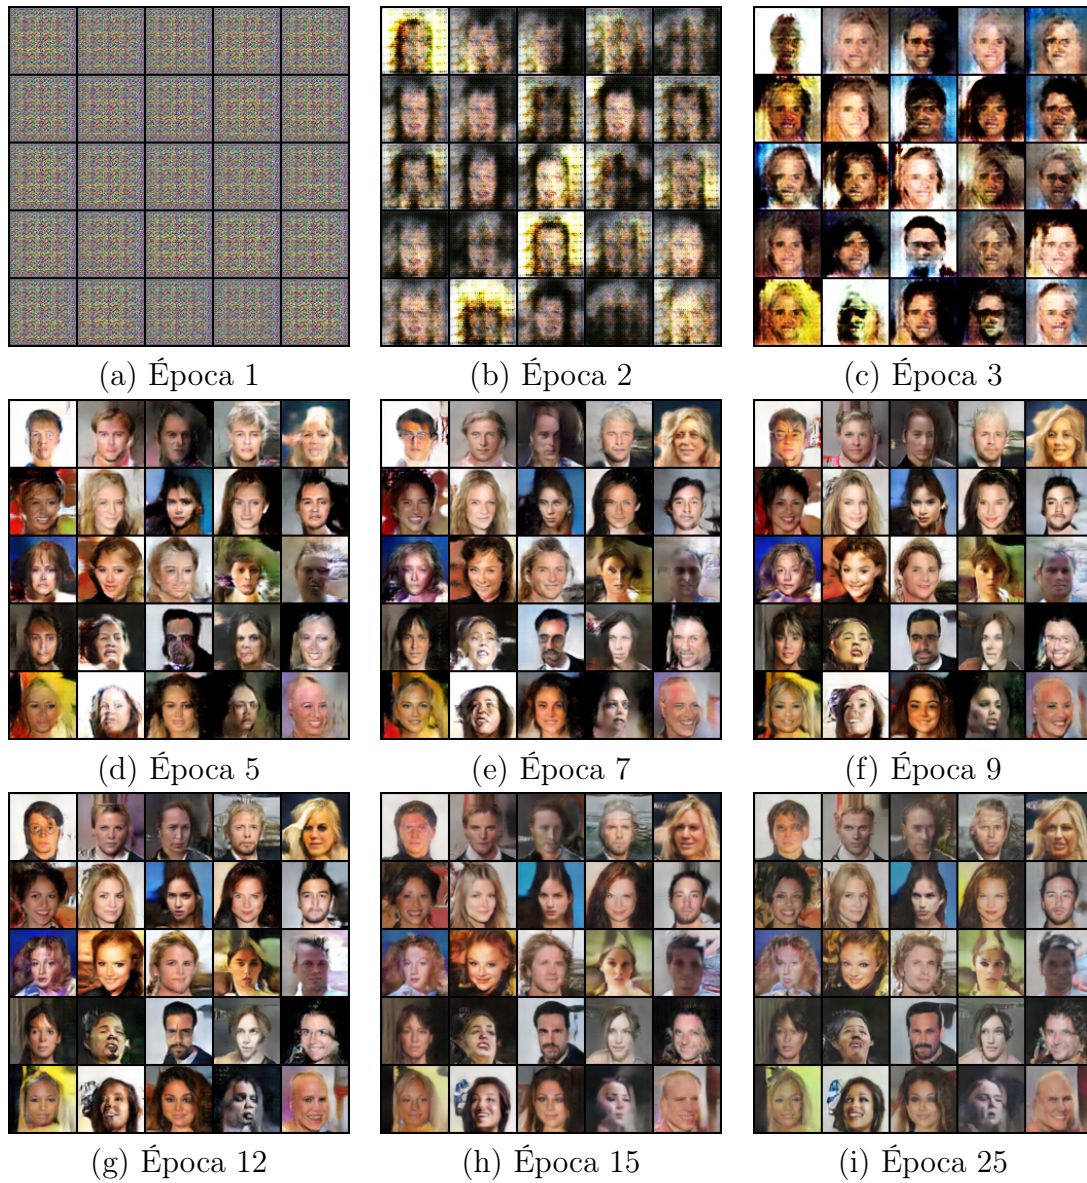 (a) Época 1
(b) Época 2
(c) Época 3
(d) Época 5
(e) Época 7
(f) Época 9
(g) Época 12
(h) Época 15
(i) Época 25